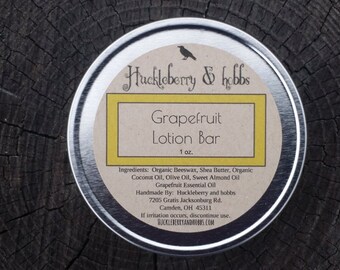 Huckleberry & hobbs
Grapefruit
Lotion Bar
1 oz.
Ingredients: Organic Beeswax, Shea Butter, Organic
Coconut Oil, Olive Oil, Sweet Almond Oil
Grapefruit Essential Oil
Handmade By: Huckleberry and hobbs
7205 Gratis Jacksonburg Rd.
Camden, OH 45311
If irritation occurs, discontinue use.
HUCKLEBERRYANDHOBBS.COM